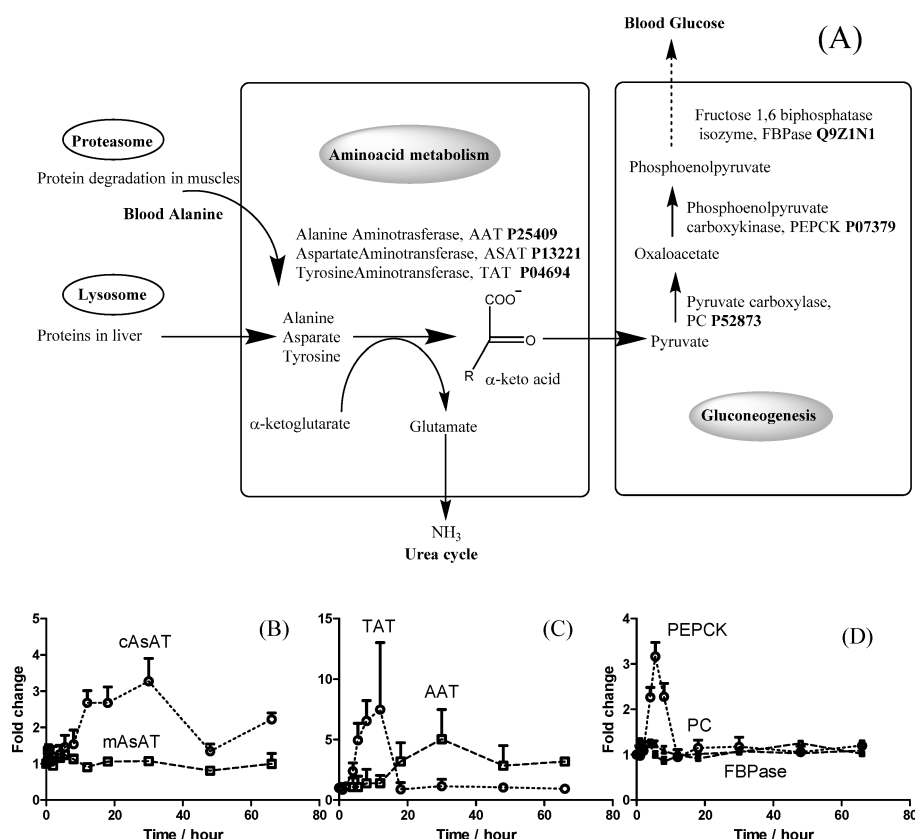 Blood Glucose
(A)
Fructose 1,6 biphosphatase
isozyme, FBPase Q9Z1N1
Proteasome
Aminoacid metabolism
Phosphoenolpyruvate
Protein degradation in muscles
Blood Alanine
Phosphoenolpyruvate
carboxykinase, PEPCK P07379
Alanine Aminotrasferase, AAT P25409
AspartateAminotransferase, ASAT P13221
TyrosineAminotransferase, TAT P04694
Oxaloacetate
Lysosome
COO−
Pyruvate carboxylase,
PC P52873
Proteins in liver
Alanine
Asparate
Tyrosine
O
Pyruvate
R
α-keto acid
α-ketoglutarate
Glutamate
Gluconeogenesis
NH3
Urea cycle
(B)
Fold change
5
4
3
2
1
0
cAsAT
mAsAT
0 20 40 60 80
Time / hour
(C)
15
10
5
0
TAT
AAT
0 20 40 60 80
Time / hour
(D)
Fold change
4
3
2
1
0
PEPCK
PC
FBPase
0 20 40 60 80
Time / hour